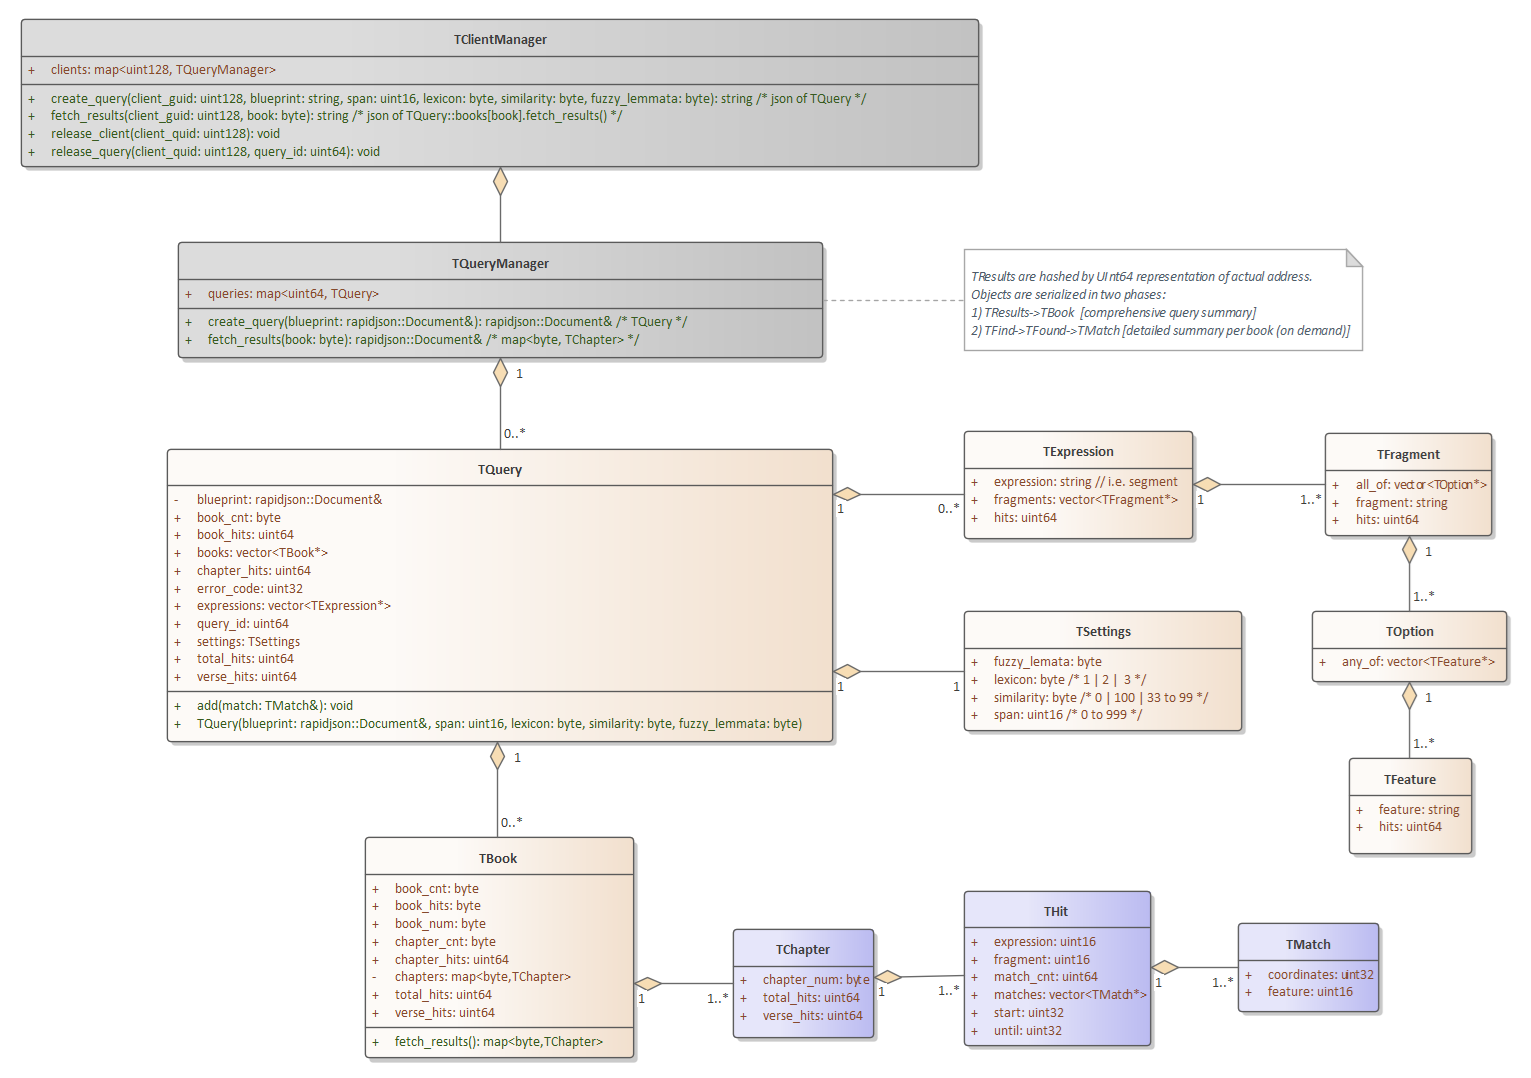 TClientManager
+ clients: map<uint128, TQueryManager>
+ create_query(client_guid: uint128, blueprint: string, span: uint16, lexicon: byte, similarity: byte, fuzzy_lemmata: byte): string /* json of TQuery */
+ fetch_results(client_guid: uint128, book: byte): string /* json of TQuery::books[book].fetch_results() */
+ release_client(client_quid: uint128): void
+ release_query(client_quid: uint128, query_id: uint64): void
TQueryManager
+ queries: map<uint64, TQuery>
+ create_query(blueprint: rapidjson::Document&): rapidjson::Document& /* TQuery */
+ fetch_results(book: byte): rapidjson::Document& /* map<byte, TChapter> */
TResults are hashed by UInt64 representation of actual address.
Objects are serialized in two phases:
1) TResults->TBook [comprehensive query summary]
2) TFind->TFound->TMatch [detailed summary per book (on demand)]
1
0..*
TQuery
- blueprint: rapidjson::Document&
+ book_cnt: byte
+ book_hits: uint64
+ books: vector<TBook*>
+ chapter_hits: uint64
+ error_code: uint32
+ expressions: vector<TExpression*>
+ query_id: uint64
+ settings: TSettings
+ total_hits: uint64
+ verse_hits: uint64
+ add(match: TMatch&): void
+ TQuery(blueprint: rapidjson::Document&, span: uint16, lexicon: byte, similarity: byte, fuzzy_lemmata: byte)
1
0..*
TExpression
+ expression: string // i.e. segment
+ fragments: vector<TFragment*>
+ hits: uint64
1
1..*
TFragment
+ all_of: vector<TOption*>
+ fragment: string
+ hits: uint64
1
1..*
1
1
TSettings
+ fuzzy_lemata: byte
+ lexicon: byte /* 1 | 2 | 3 */
+ similarity: byte /* 0 | 100 | 33 to 99 */
+ span: uint16 /* 0 to 999 */
TOption
+ any_of: vector<TFeature*>
1
1..*
TFeature
+ feature: string
+ hits: uint64
1
0..*
TBook
+ book_cnt: byte
+ book_hits: byte
+ book_num: byte
+ chapter_cnt: byte
+ chapter_hits: uint64
- chapters: map<byte,TChapter>
+ total_hits: uint64
+ verse_hits: uint64
+ fetch_results(): map<byte,TChapter>
1
1..*
TChapter
+ chapter_num: byte
+ total_hits: uint64
+ verse_hits: uint64
1
1..*
THit
+ expression: uint16
+ fragment: uint16
+ match_cnt: uint64
+ matches: vector<TMatch*>
+ start: uint32
+ until: uint32
1
1..*
TMatch
+ coordinates: uint32
+ feature: uint16